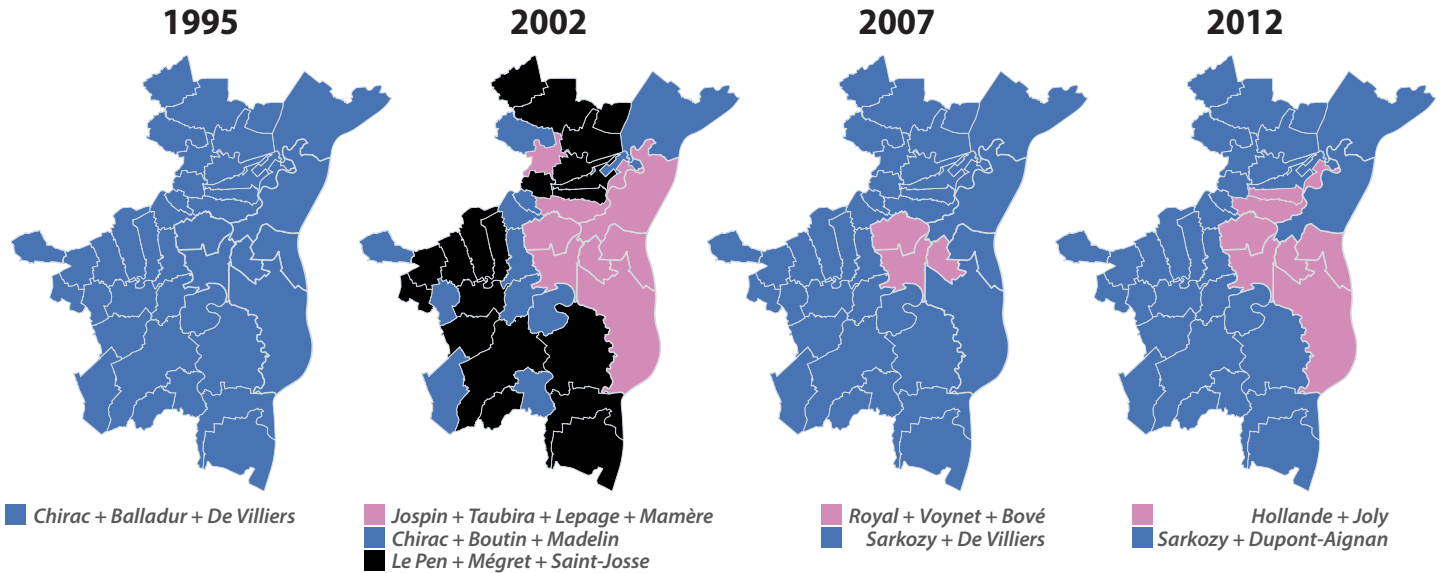 1995
2002
2007
2012
Chirac + Balladur + De Villiers
Jospin + Taubira + Lepage + Mamère
Chirac + Boutin + Madelin
Le Pen + Mégret + Saint-Josse
Royal + Voynet + Bové
Sarkozy + De Villiers
Hollande + Joly
Sarkozy + Dupont-Aignan